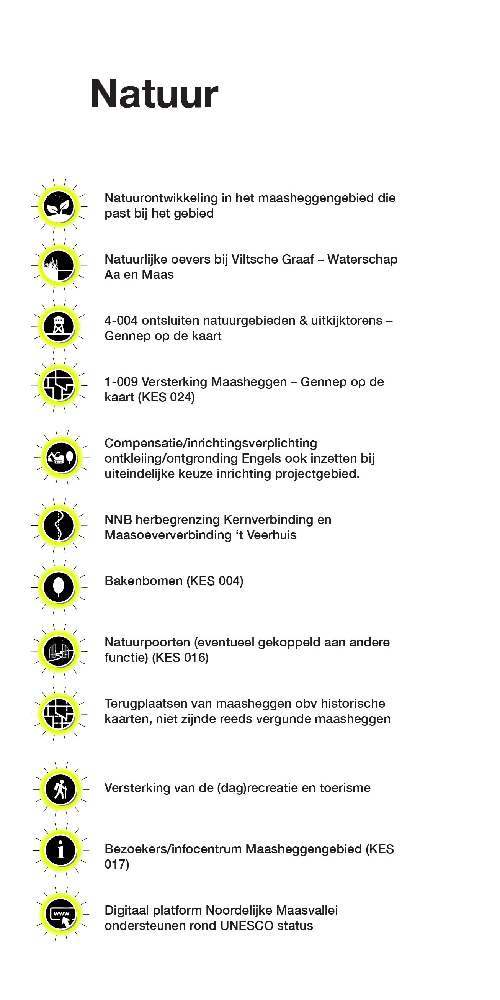 Natuur
Natuurontwikkeling in het maasheggengebied die
past bij het gebied
Natuurlijke oevers bij Viltsche Graaf – Waterschap
Aa en Maas
4-004 ontsluiten natuurgebieden & uitkijktorens –
Gennep op de kaart
1-009 Versterking Maasheggen – Gennep op de
kaart (KES 024)
Compensatie/inrichtingsverplichting
ontkleiing/ontgronding Engels ook inzetten bij
uiteindelijke keuze inrichting projectgebied.
NNB herbegrenzing Kernverbinding en
Maasoeververbinding ‘t Veerhuis
Bakenbomen (KES 004)
Natuurpoorten (eventueel gekoppeld aan andere
functie) (KES 016)
Terugplaatsen van maasheggen obv historische
kaarten, niet zijnde reeds vergunde maasheggen
Versterking van de (dag)recreatie en toerisme
i
Bezoekers/infocentrum Maasheggengebied (KES
017)
www.
Digitaal platform Noordelijke Maasvallei
ondersteunen rond UNESCO status